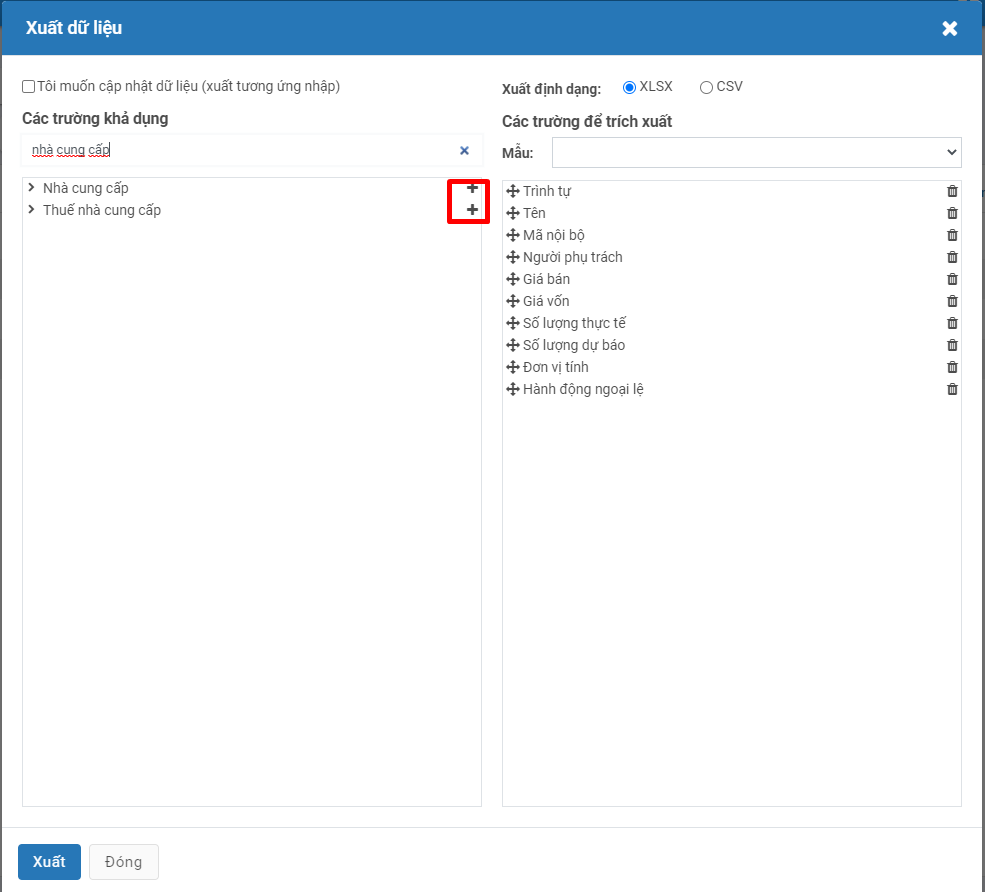 Xuất dữ liệu
Tôi muốn cập nhật dữ liệu (xuất tương ứng nhập)
Các trường khả dụng
nhà cung cấp
Nhà cung cấp
Thuế nhà cung cấp
Xuất định dạng: XLSX CSV
Các trường để trích xuất
Mẫu:
Trình tự
Tên
Mã nội bộ
Người phụ trách
Giá bán
Giá vốn
Số lượng thực tế
Số lượng dự báo
Đơn vị tính
Hành động ngoại lệ
Xuất
Đóng